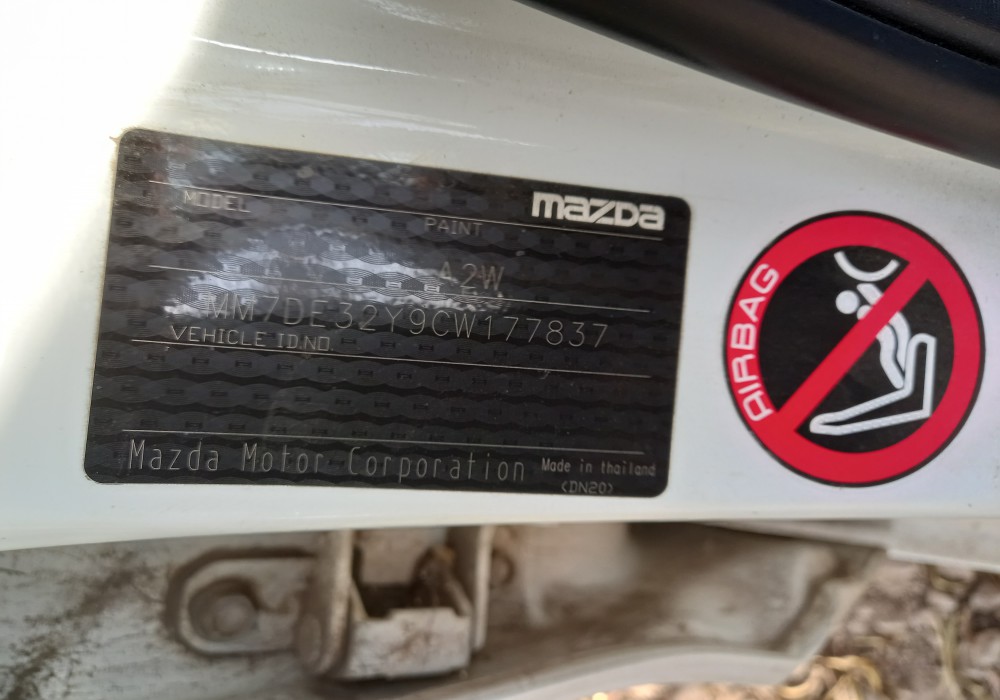 mazda
MODEL
PAINT
A2W
MM7DE32Y9CW177837
VEHICLE ID.NO.
Mazda Motor Corporation
Made in thailand
<DN20>
AIRBAG